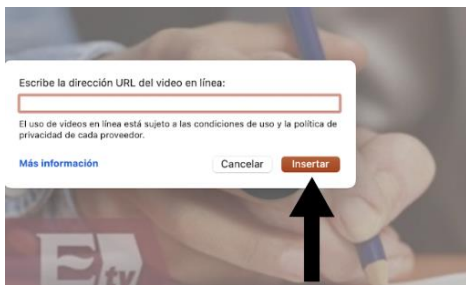 Escribe la dirección URL del video en línea:
El uso de videos en línea está sujeto a las condiciones de uso y la política de
privacidad de cada proveedor.
Más información
Cancelar
Insertar
E
tv